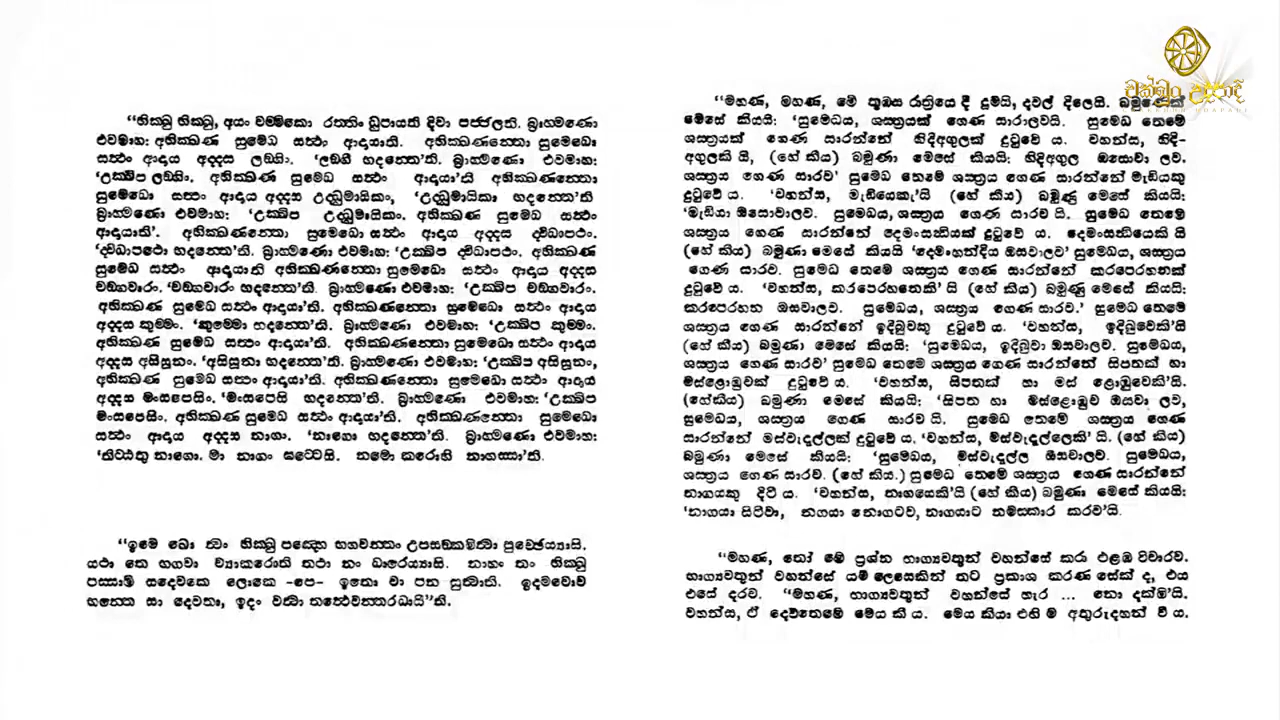 “භික්ඛු භික්ඛු, අයං වම්මිකො රත්තිං ධුපායති දිවා පජ්ජලති. බ්‍රාහ්මණො
එවමාහ: අභික්ඛණ සුමෙධ සත්ථං ආදායාති. අභික්ඛණන්තො සුමෙධො
සත්ථං ආදාය අද්දස ලඞ්ගිං. ‘ලඞ්ගී භදන්තෙ’ති. බ්‍රාහ්මණො එවමාහ:
‘උක්ඛිප ලඞ්ගිං. අභික්ඛණ සුමෙධ සත්ථං ආදායා’ති අභික්ඛණන්තො
සුමෙධො සත්ථං ආදාය අද්දස උද්ධුමායිකං, ‘උද්ධුමායිකා භදන්තෙ’ති
බ්‍රාහ්මණො එවමාහ: ‘උක්ඛිප උද්ධුමායිකං. අභික්ඛණ සුමෙධ සත්ථං
ආදායාති’. අභික්ඛණන්තො සුමෙධො සත්ථං ආදාය අද්දස ද්විධාපථං.
‘ද්විධාපථො භදන්තෙ’ති. බ්‍රාහ්මණො එවමාහ: ‘උක්ඛිප ද්විධාපථං. අභික්ඛණ
සුමෙධ සත්ථං ආදායාති අභික්ඛණන්තො සුමෙධො සත්ථං ආදාය අද්දස
චඞ්ගවාරං. ‘චඞ්ගවාරං භදන්තෙ’ති. බ්‍රාහ්මණො එවමාහ: ‘උක්ඛිප චඞ්ගවාරං.
අභික්ඛණ සුමෙධ සත්ථං ආදායා’ති. අභික්ඛණන්තො සුමෙධො සත්ථං ආදාය
අද්දස කුම්මං. ‘කුම්මො භදන්තෙ’ති. බ්‍රාහ්මණො එවමාහ: ‘උක්ඛිප කුම්මං.
අභික්ඛණ සුමෙධ සත්ථං ආදායා’ති. අභික්ඛණන්තො සුමෙධො සත්ථං ආදාය
අද්දස අසිසූනං. ‘අසිසූනා භදන්තෙ’ති. බ්‍රාහ්මණො එවමාහ: ‘උක්ඛිප අසිසූනං,
අභික්ඛණ සුමෙධ සත්ථං ආදායා’ති. අභික්ඛණන්තො සුමෙධො සත්ථං ආදාය
අද්දස මංසපෙසිං. ‘මංසපෙසි භදන්තෙ’ති. බ්‍රාහ්මණො එවමාහ: ‘උක්ඛිප
මංසපෙසිං. අභික්ඛණ සුමෙධ සත්ථං ආදායා’ති. අභික්ඛණන්තො සුමෙධො
සත්ථං ආදාය අද්දස නාගං. ‘නාගො භදන්තෙ’ති. බ්‍රාහ්මණො එවමාහ:
‘තිට්ඨතු නාගො. මා නාගං ඝට්ටෙසි. නමො කරොහි නාගස්සා’ති.
“ඉමෙ ඛො ත්වං භික්ඛු පඤ්හෙ භගවන්තං උපසඞ්කමිත්වා පුච්ඡෙය්‍යාසි.
යථා තෙ භගවා ව්‍යාකරොති තථා නං ධාරෙය්‍යාසි. නාහං තං භික්ඛු
පස්සාමි සදෙවකෙ ලොකෙ -පෙ- ඉතො වා පන සුත්වාති. ඉදමවොච
භන්තෙ සා දෙවතා, ඉදං වත්වා තත්ථෙවන්තරධායි”ති.
“මහණ, මහණ, මේ තුඹස රාත්‍රියෙ දී දුමයි, දවල් දිලෙයි. බමුණෙක්
මේසේ කියයි: ‘සුමේධය, ශස්ත්‍රයක් ගෙණ සාරාලවයි. සුමේධ තෙමේ
ශස්ත්‍රයක් ගෙණ සාරන්නේ හිදිඅගුලක් දුටුවේ ය. වහන්ස, හිදි-
අගුලකි යි, (හේ කීය) බමුණා මෙසේ කියයි: හිදිඅගුල ඔසොවා ලව.
ශස්ත්‍රය ගෙණ සාරව’ සුමේධ තෙමේ ශස්ත්‍රය ගෙණ සාරන්නේ මැඩියකු
දුටුවේ ය. ‘වහන්ස, මැඩියෙක්’යි (හේ කීය) බමුණු මෙසේ කියයි:
‘මැඩියා ඔසොවාලව. සුමේධය, ශස්ත්‍රය ගෙණ සාරව යි. සුමේධ තෙමේ
ශස්ත්‍රය ගෙණ සාරන්නේ දෙමංසන්ධියක් දුටුවේ ය. දෙමංසන්ධියෙකි යි
(හේ කීය) බමුණා මෙසේ කියයි ‘දෙමංහන්දිය ඔසවාලව’ සුමේධය, ශස්ත්‍රය
ගෙණ සාරව. සුමේධ තෙමේ ශස්ත්‍රය ගෙණ සාරන්නේ කරපෙරහනක්
දුටුවේ ය. ‘වහන්ස, කරපෙරහනෙකි’ යි (හේ කීය) බමුණු මෙසේ කියයි:
කරපෙරහන ඔසවාලව. සුමේධය, ශස්ත්‍රය ගෙණ සාරව.’ සුමේධ තෙමේ
ශස්ත්‍රය ගෙණ සාරන්නේ ඉදිබුවකු දුටුවේ ය. ‘වහන්ස, ඉදිබුවෙකි’යි
(හේ කීය) බමුණා මෙසේ කියයි: ‘සුමේධය, ඉදිබුවා ඔසවාලව. සුමේධය,
ශස්ත්‍රය ගෙණ සාරව’ සුමේධ තෙමේ ශස්ත්‍රය ගෙණ සාරන්නේ සිපතක් හා
මස්ළොඹුවක් දුටුවේ ය. ‘වහන්ස, සිපතක් හා මස් ළොඹුවෙකි’යි.
(හේකීය) බමුණා මෙසේ කියයි: ‘සිපත හා මස්ළොඹුව ඔසවා ලව,
සුමේධය, ශස්ත්‍රය ගෙණ සාරව යි. සුමේධ තෙමේ ශස්ත්‍රය ගෙණ
සාරන්නේ මස්වැදැල්ලක් දුටුවේ ය. ‘වහන්ස, මස්වැදැල්ලෙකි’ යි. (හේ කීය)
බමුණා මෙසේ කියයි: ‘සුමේධය, මස්වැදැල්ල ඔසවාලව. සුමේධය,
ශස්ත්‍රය ගෙණ සාරව. (හේ කීය.) සුමේධ තෙමේ ශස්ත්‍රය ගෙණ සාරන්නේ
නාගයකු දිටී ය. ‘වහන්ස, නාගයෙකි’යි (හේ කීය) බමුණා මෙසේ කියයි:
‘නාගයා සිටීවා, නගයා නොගටව, නාගයාට නමස්කාර කරව’යි.
“මහණ, තෝ මේ ප්‍රශ්න භාග්‍යවතුන් වහන්සේ කරා එළඹ විචාරව.
භාග්‍යවතුන් වහන්සේ යම් ලෙසෙකින් තට ප්‍රකාශ කරණ සේක් ද, එය
එසේ දරව. “මහණ, භාග්‍යවතුන් වහන්සේ හැර ... නො දක්මි’යි.
වහන්ස, ඒ දෙව්තෙමේ මෙය කී ය. මෙය කියා එහි ම අතුරුදහන් වී ය.
චක්ඛුං උදපාදි